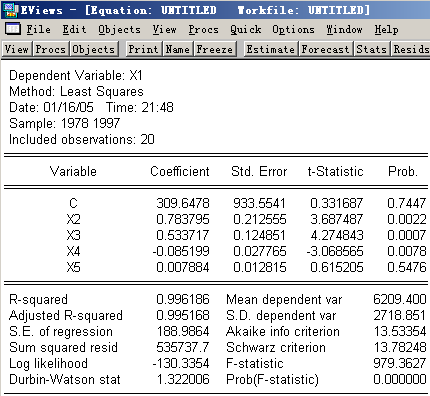 EViews - [Equation: UNTITLED Workfile: UNTITLED]
File Edit Objects View Procs Quick Options Window Help
View Procs Objects Print Name Freeze Estimate Forecast Stats Resids
Dependent Variable: X1
Method: Least Squares
Date: 01/16/05 Time: 21:48
Sample: 1978 1997
Included observations: 20
Variable Coefficient Std. Error t-Statistic Prob.
C 309.6478 933.5541 0.331687 0.7447
X2 0.783795 0.212555 3.687487 0.0022
X3 0.533717 0.124851 4.274843 0.0007
X4 -0.085199 0.027765 -3.068565 0.0078
X5 0.007884 0.012815 0.615205 0.5476
R-squared 0.996186 Mean dependent var 6209.400
Adjusted R-squared 0.995168 S.D. dependent var 2718.851
S.E. of regression 188.9864 Akaike info criterion 13.53354
Sum squared resid 535737.7 Schwarz criterion 13.78248
Log likelihood -130.3354 F-statistic 979.3627
Durbin-Watson stat 1.322006 Prob(F-statistic) 0.000000